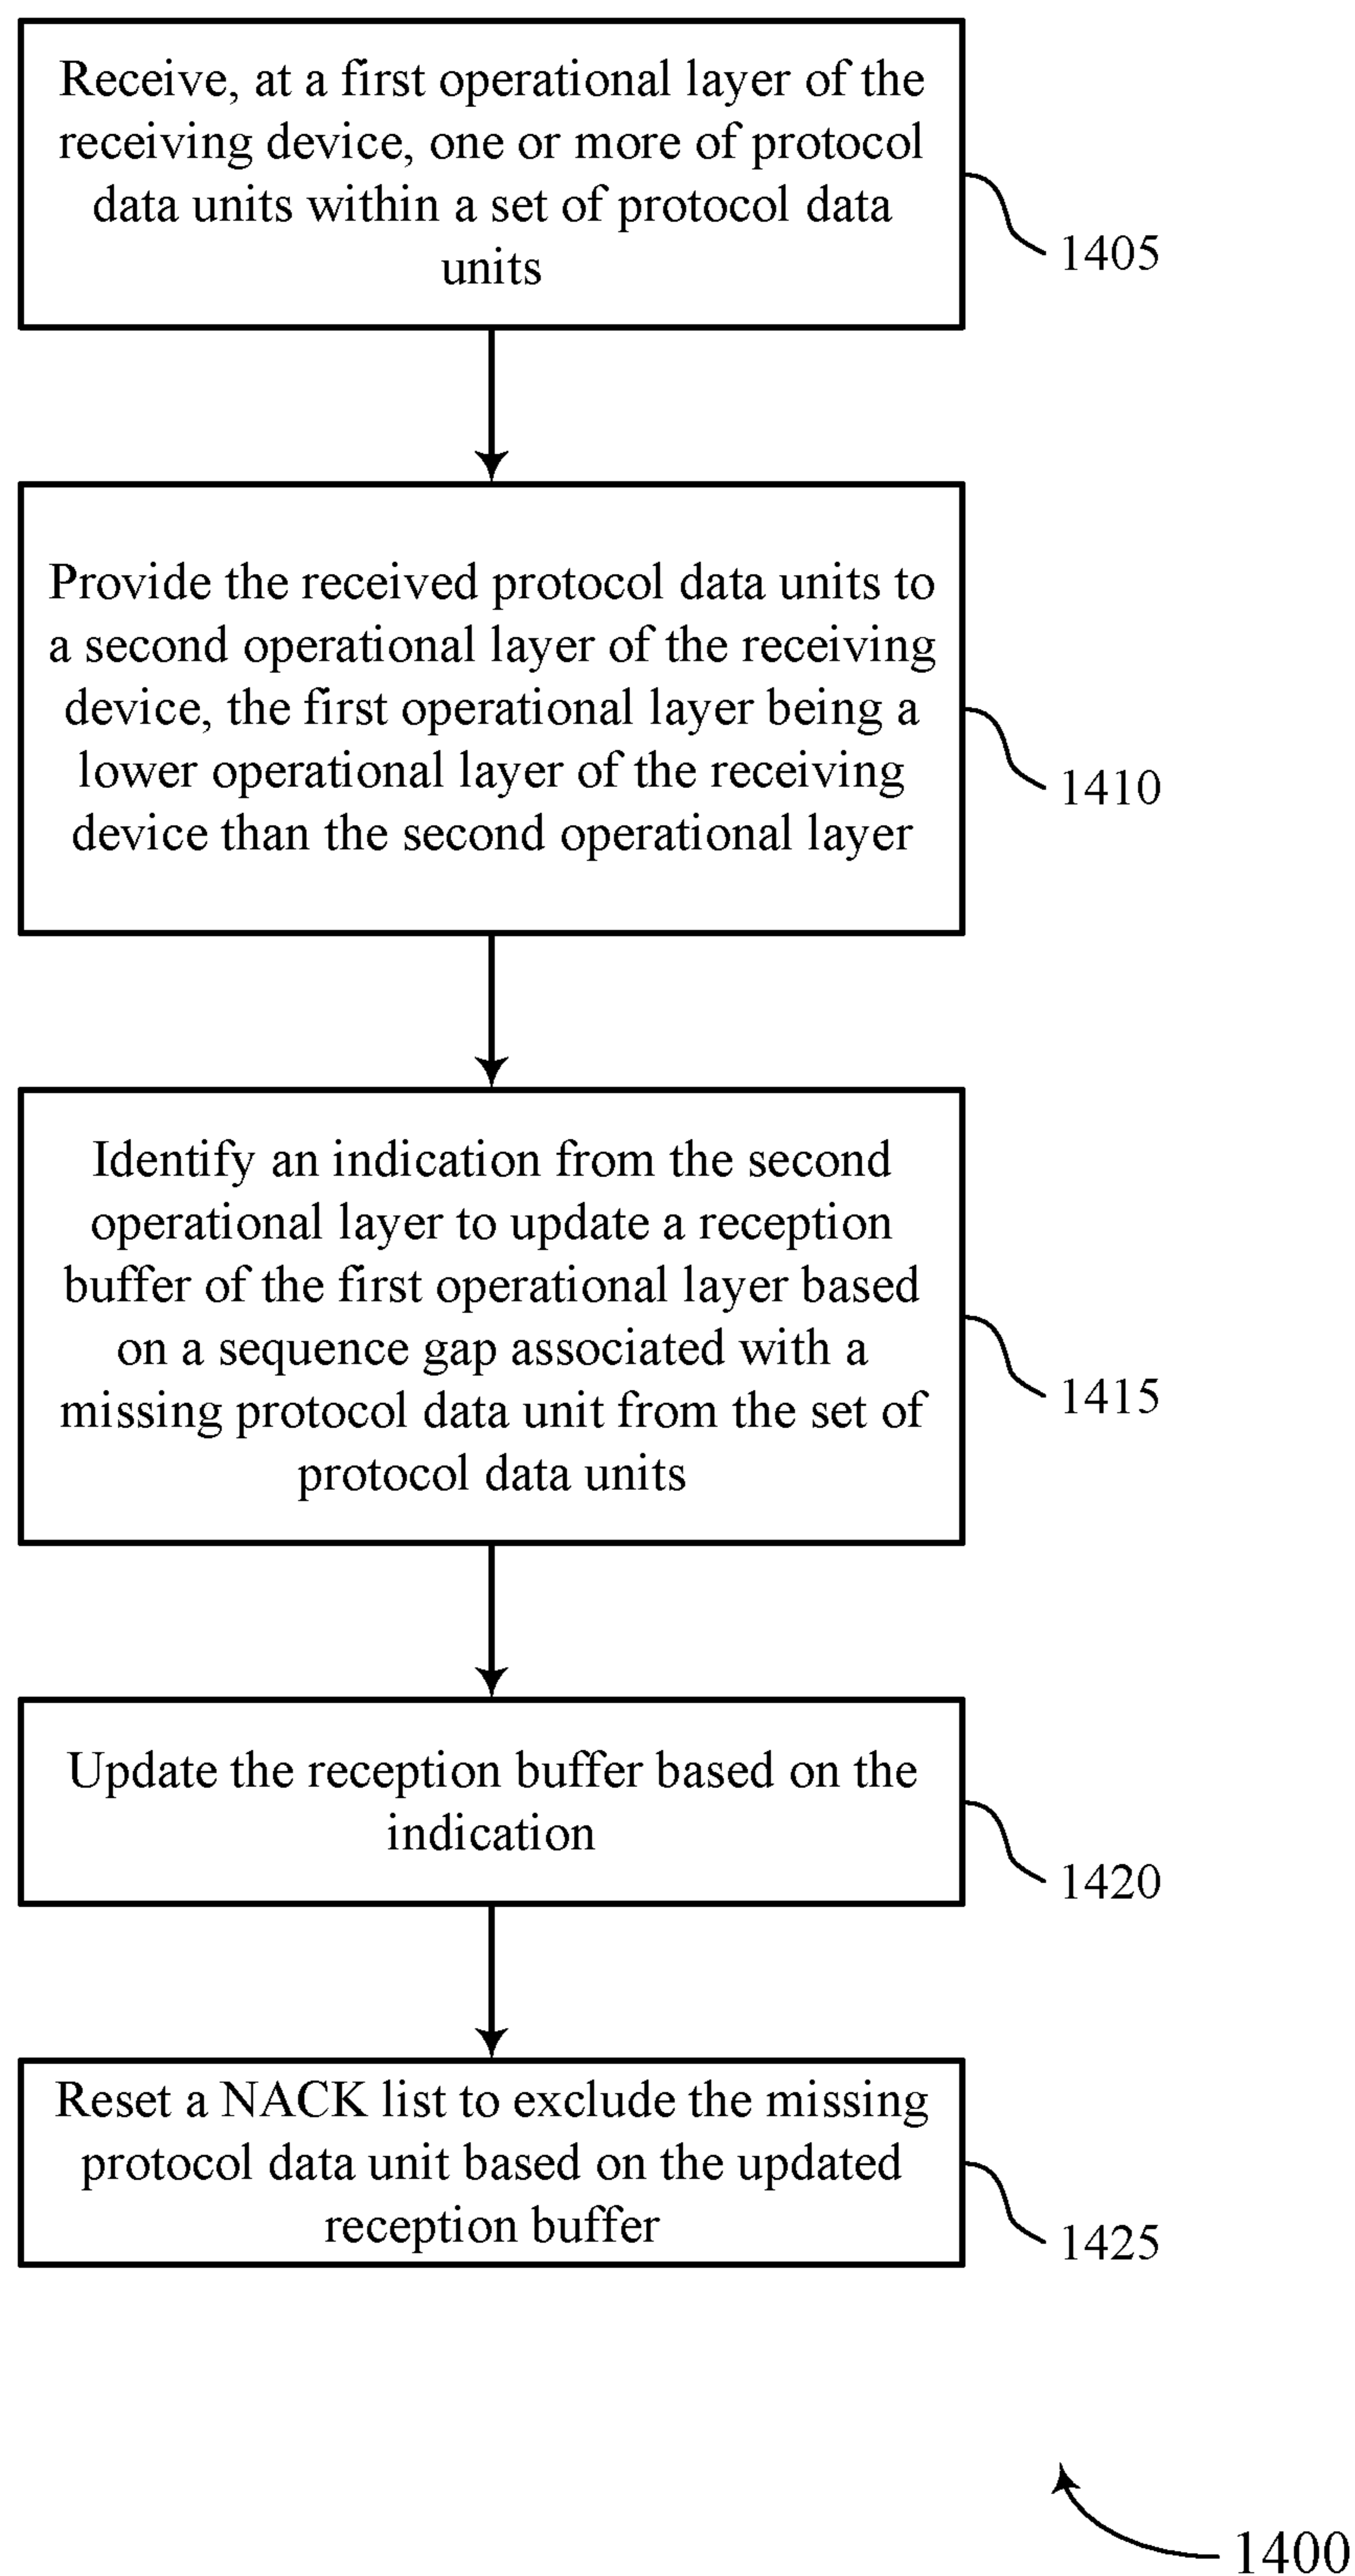 Receive, at a first operational layer of the
receiving device, one or more of protocol
data units within a set of protocol data
units
1405
Provide the received protocol data units to
a second operational layer of the receiving
device, the first operational layer being a
lower operational layer of the receiving
device than the second operational layer
1410
Identify an indication from the second
operational layer to update a reception
buffer of the first operational layer based
on a sequence gap associated with a
missing protocol data unit from the set of
protocol data units
1415
Update the reception buffer based on the
indication
1420
Reset a NACK list to exclude the missing
protocol data unit based on the updated
reception buffer
1425
1400